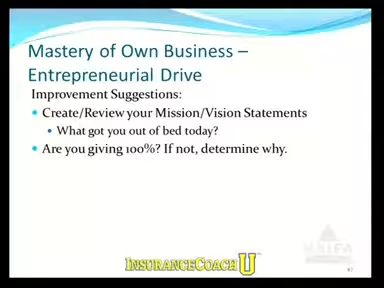 Mastery of Own Business –
Entrepreneurial Drive
Improvement Suggestions:
Create/Review your Mission/Vision Statements
What got you out of bed today?
Are you giving 100%? If not, determine why.
INSURANCECOACH U
47